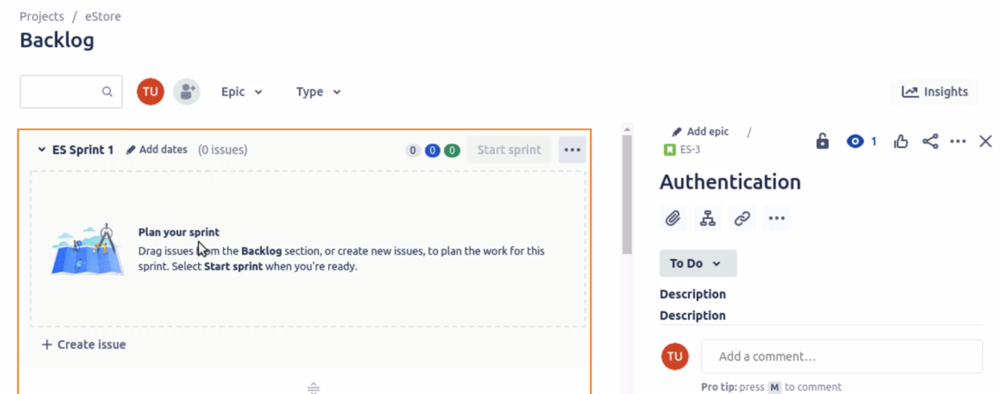 Projects / eStore
Backlog
TU
Epic
Type
Insights
ES Sprint 1 Add dates (0 issues) 0 0 0 Start sprint
Plan your sprint
Drag issues from the Backlog section, or create new issues, to plan the work for this
sprint. Select Start sprint when you're ready.
+ Create issue
Add epic /
ES-3
1
Authentication
To Do
Description
Description
TU
Add a comment…
Pro tip: press M to comment